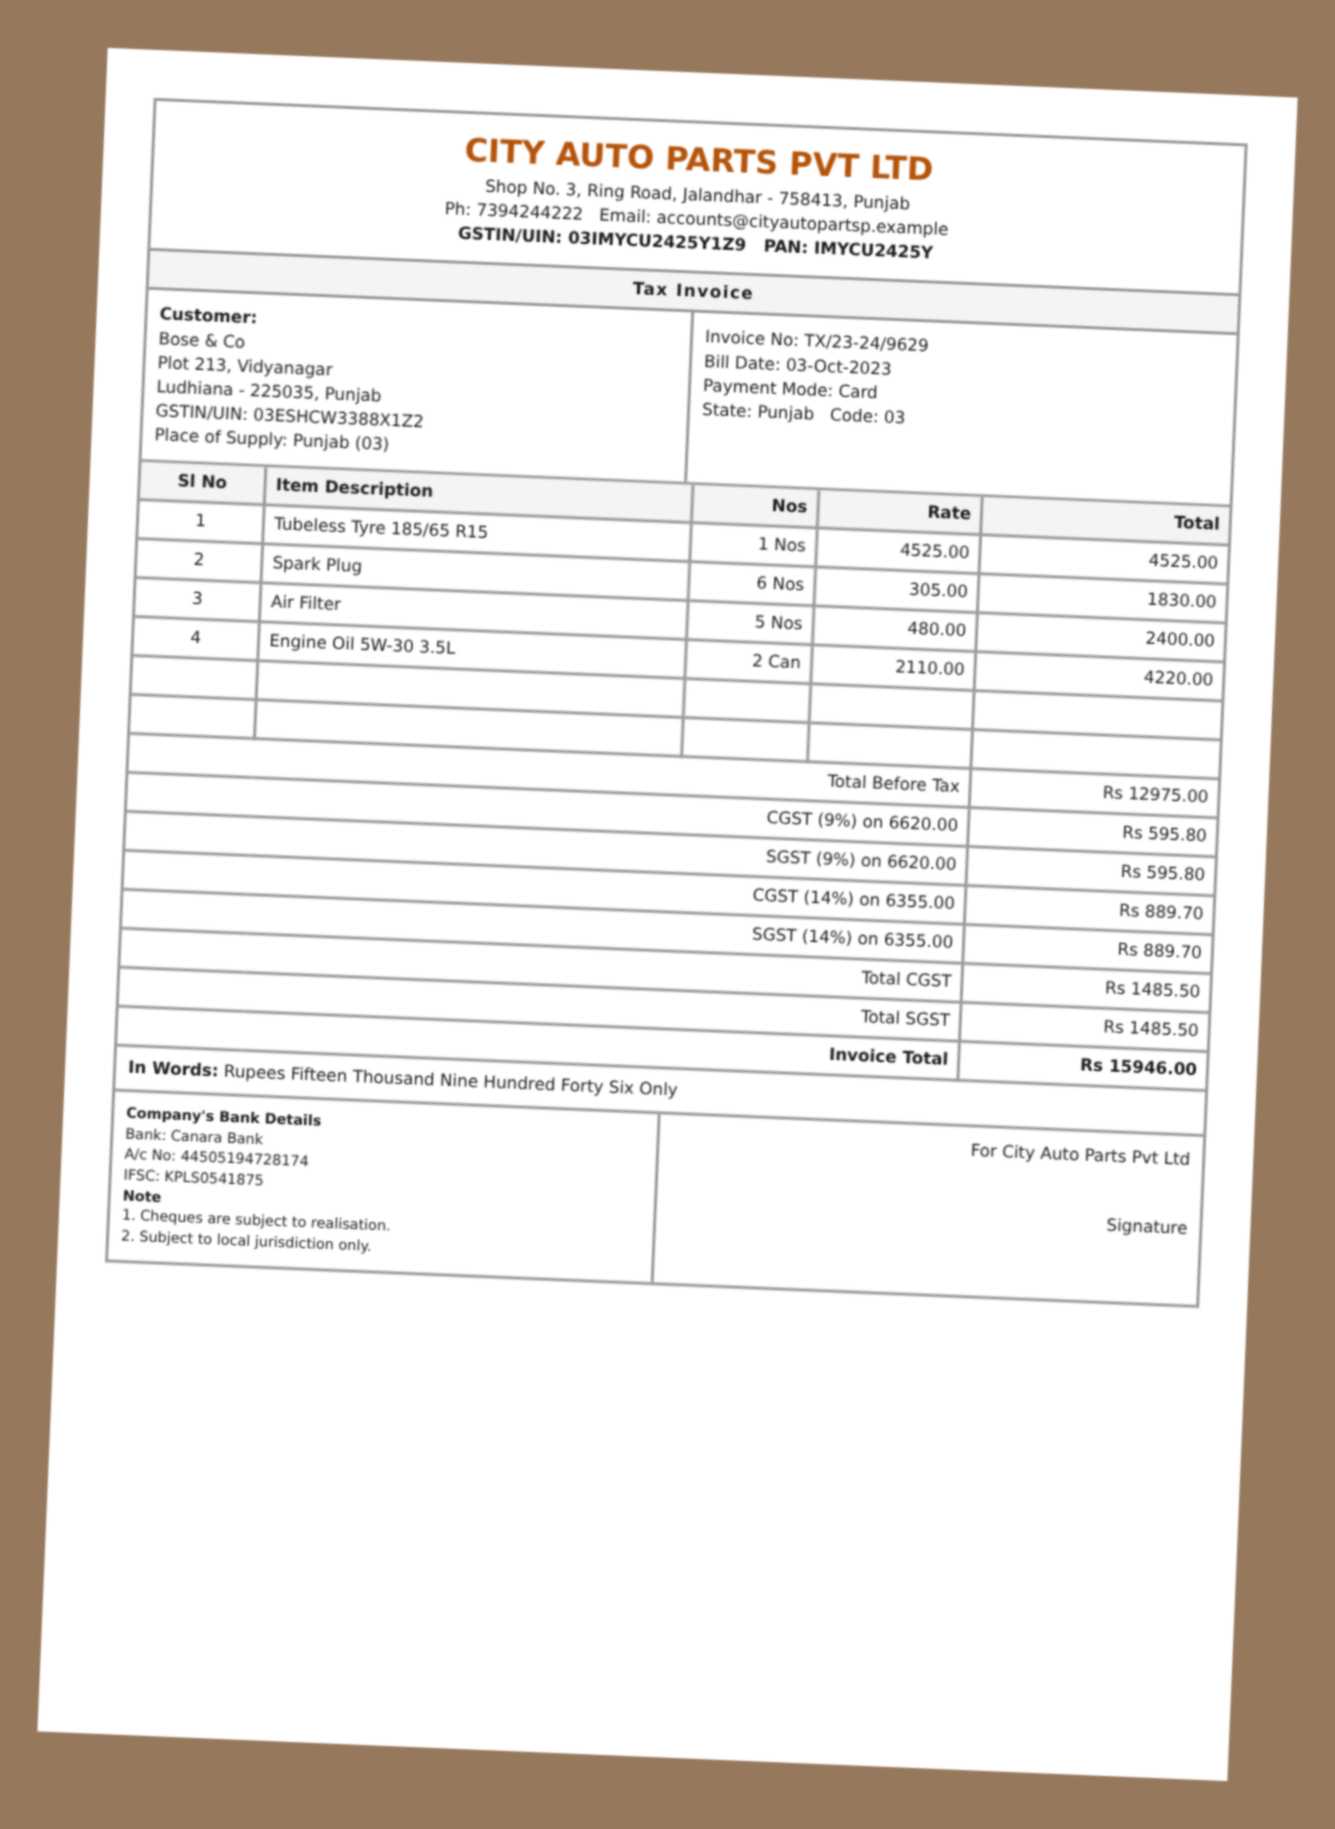 CITY AUTO PARTS PVT LTD
Shop No. 3, Ring Road, Jalandhar - 758413, Punjab
Ph: 7394244222 Email: accounts@cityautopartsp.example
GSTIN/UIN: 03IMYCU2425Y1Z9 PAN: IMYCU2425Y
Tax Invoice
Customer:
Bose & Co
Plot 213, Vidyanagar
Ludhiana - 225035, Punjab
GSTIN/UIN: 03ESHCW3388X1Z2
Place of Supply: Punjab (03)
Invoice No: TX/23-24/9629
Bill Date: 03-Oct-2023
Payment Mode: Card
State: Punjab Code: 03
Sl No Item Description Nos Rate Total
1 Tubeless Tyre 185/65 R15 1 Nos 4525.00 4525.00
2 Spark Plug 6 Nos 305.00 1830.00
3 Air Filter 5 Nos 480.00 2400.00
4 Engine Oil 5W-30 3.5L 2 Can 2110.00 4220.00
Total Before Tax Rs 12975.00
CGST (9%) on 6620.00 Rs 595.80
SGST (9%) on 6620.00 Rs 595.80
CGST (14%) on 6355.00 Rs 889.70
SGST (14%) on 6355.00 Rs 889.70
Total CGST Rs 1485.50
Total SGST Rs 1485.50
Invoice Total Rs 15946.00
In Words: Rupees Fifteen Thousand Nine Hundred Forty Six Only
Company's Bank Details
Bank: Canara Bank
A/c No: 44505194728174
IFSC: KPLS0541875
Note
1. Cheques are subject to realisation.
2. Subject to local jurisdiction only.
For City Auto Parts Pvt Ltd
Signature